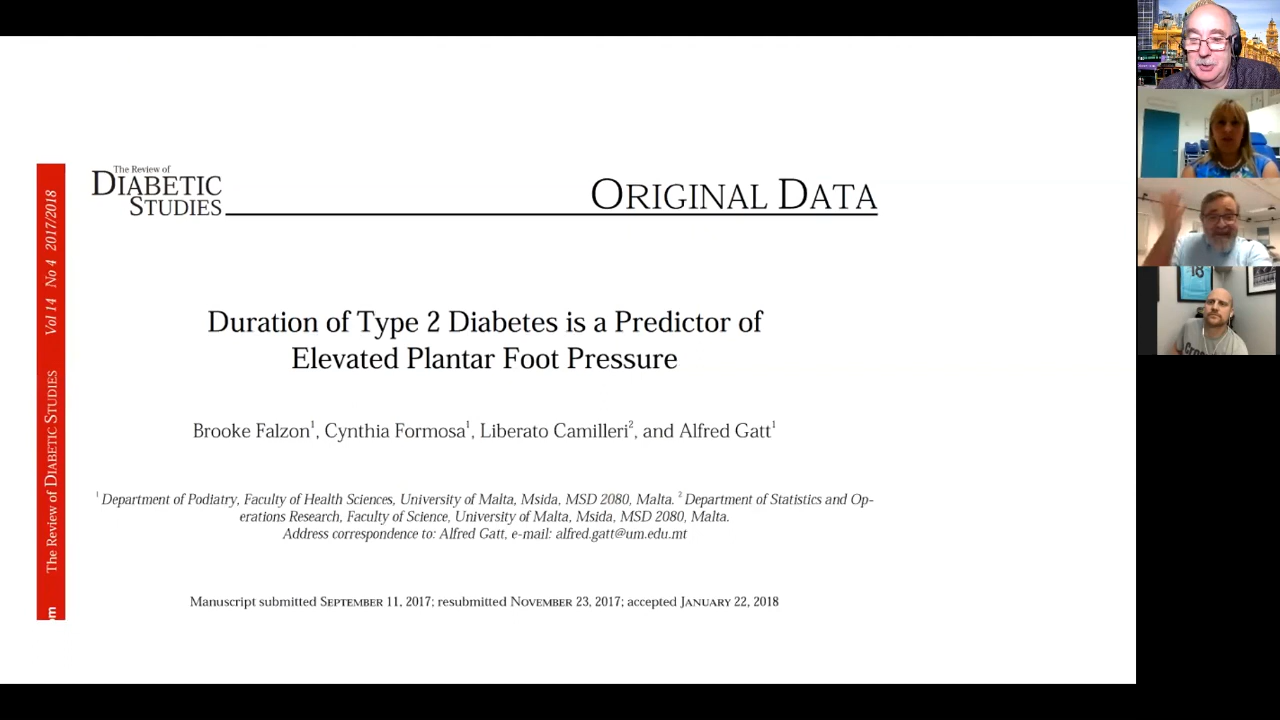 The Review of
DIABETIC
STUDIES
ORIGINAL DATA
The Review of DIABETIC STUDIES Vol 14 No 4 2017/2018
Duration of Type 2 Diabetes is a Predictor of
Elevated Plantar Foot Pressure
Brooke Falzon1, Cynthia Formosa1, Liberato Camilleri2, and Alfred Gatt1
1 Department of Podiatry, Faculty of Health Sciences, University of Malta, Msida, MSD 2080, Malta. 2 Department of Statistics and Op-
erations Research, Faculty of Science, University of Malta, Msida, MSD 2080, Malta.
Address correspondence to: Alfred Gatt, e-mail: alfred.gatt@um.edu.mt
Manuscript submitted SEPTEMBER 11, 2017; resubmitted NOVEMBER 23, 2017; accepted JANUARY 22, 2018
18